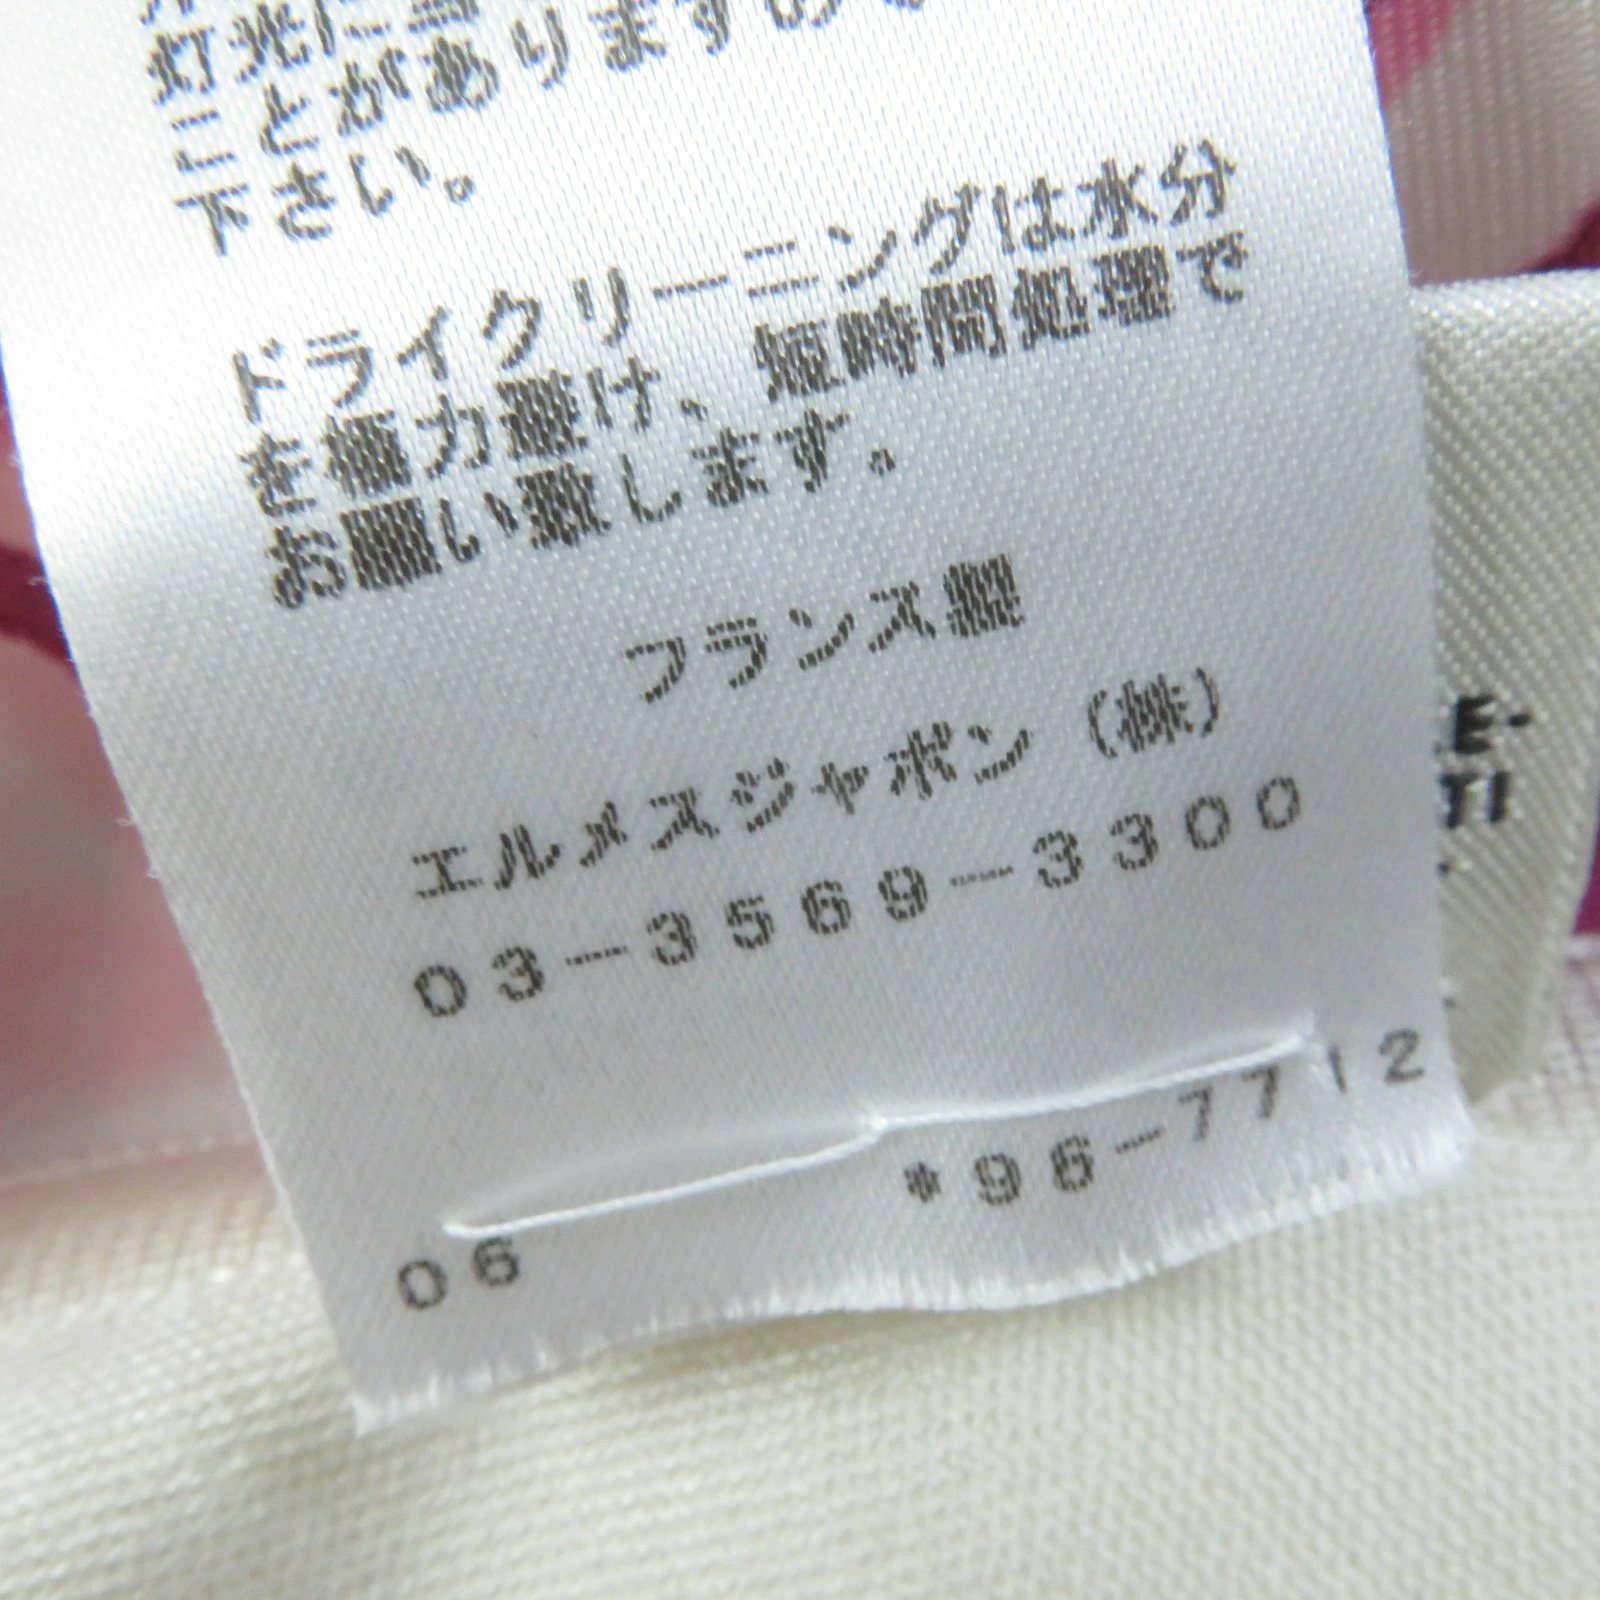 灯光に当
ことがあります
下さい。
ドライクリーニングは水分
を極力避け、短時間処理で
お願い致します。
フランス製
エルメスジャポン（株）
03-3569-3300
*96-7712
06
E-
TI